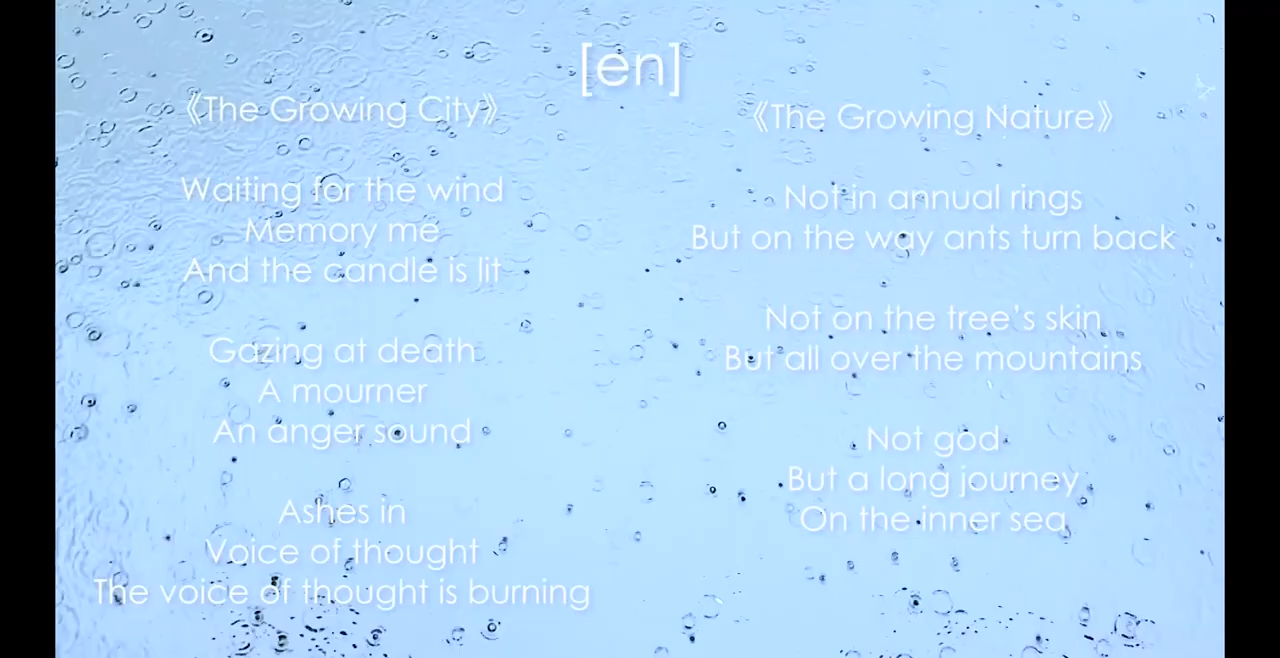 [en]
《The Growing City》
Waiting for the wind
Memory me
And the candle is lit
Gazing at death
A mourner
An anger sound
Ashes in
Voice of thought
The voice of thought is burning
《The Growing Nature》
Not in annual rings
But on the way ants turn back
Not on the tree’s skin
But all over the mountains
Not god
But a long journey
On the inner sea